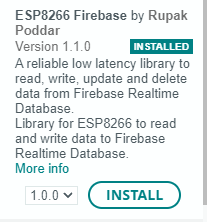 ESP8266 Firebase by Rupak
Poddar
Version 1.1.0 INSTALLED
A reliable low latency library to
read, write, update and delete
data from Firebase Realtime
Database.
Library for ESP8266 to read
and write data to Firebase
Realtime Database.
More info
1.0.0 INSTALL